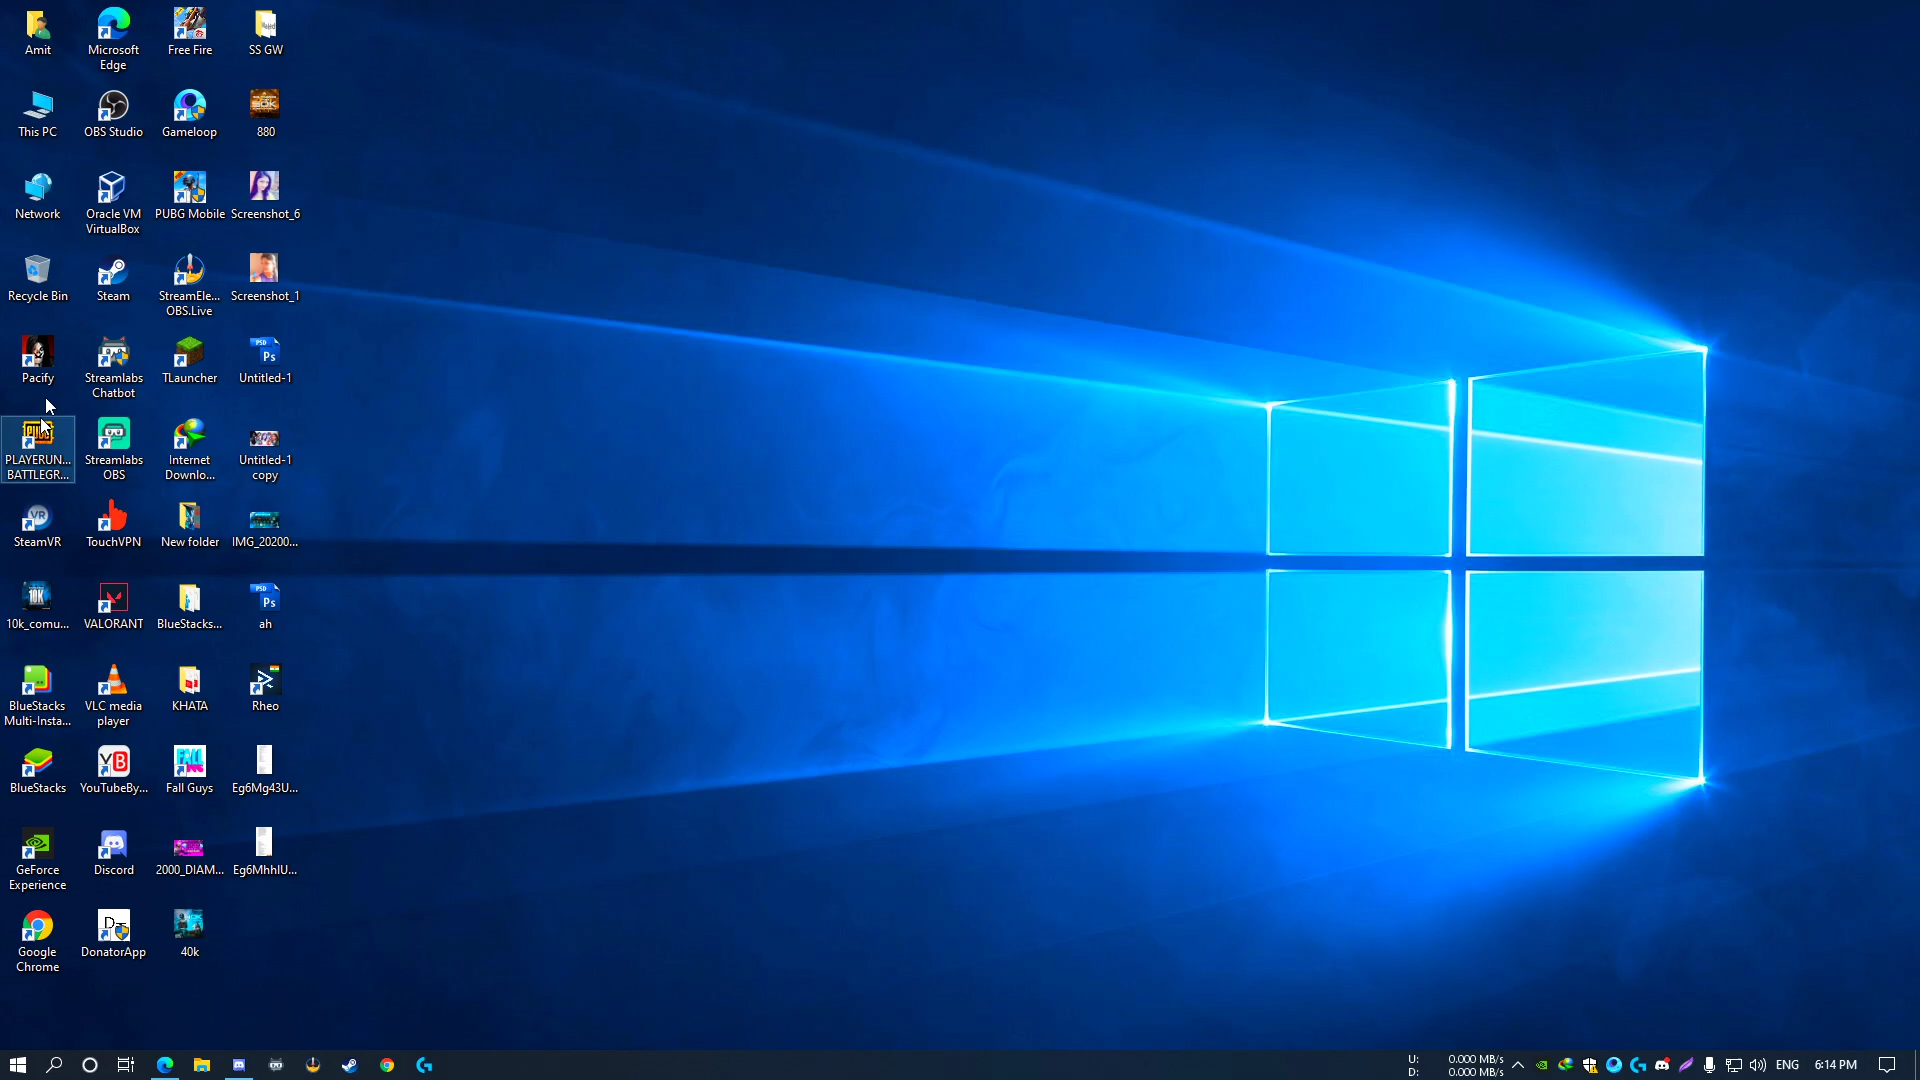 Amit
Microsoft
Edge
Free Fire
SS GW
This PC
OBS Studio
Gameloop
880
Network
Oracle VM
VirtualBox
PUBG Mobile
Screenshot_6
Recycle Bin
Steam
StreamEle...
OBS.Live
Screenshot_1
Pacify
Streamlabs
Chatbot
TLauncher
Untitled-1
PLAYERUN...
BATTLEGR...
Streamlabs
OBS
Internet
Downlo...
Untitled-1
copy
SteamVR
TouchVPN
New folder
IMG_20200...
10k_comu...
VALORANT
BlueStacks...
ah
BlueStacks
Multi-Insta...
VLC media
player
KHATA
Rheo
BlueStacks
YouTubeBy...
Fall Guys
Eg6Mg43U...
GeForce
Experience
Discord
2000_DIAM...
Google
Chrome
DonatorApp
40k
U: 0.000 MB/s
D: 0.000 MB/s
ENG
6:14 PM